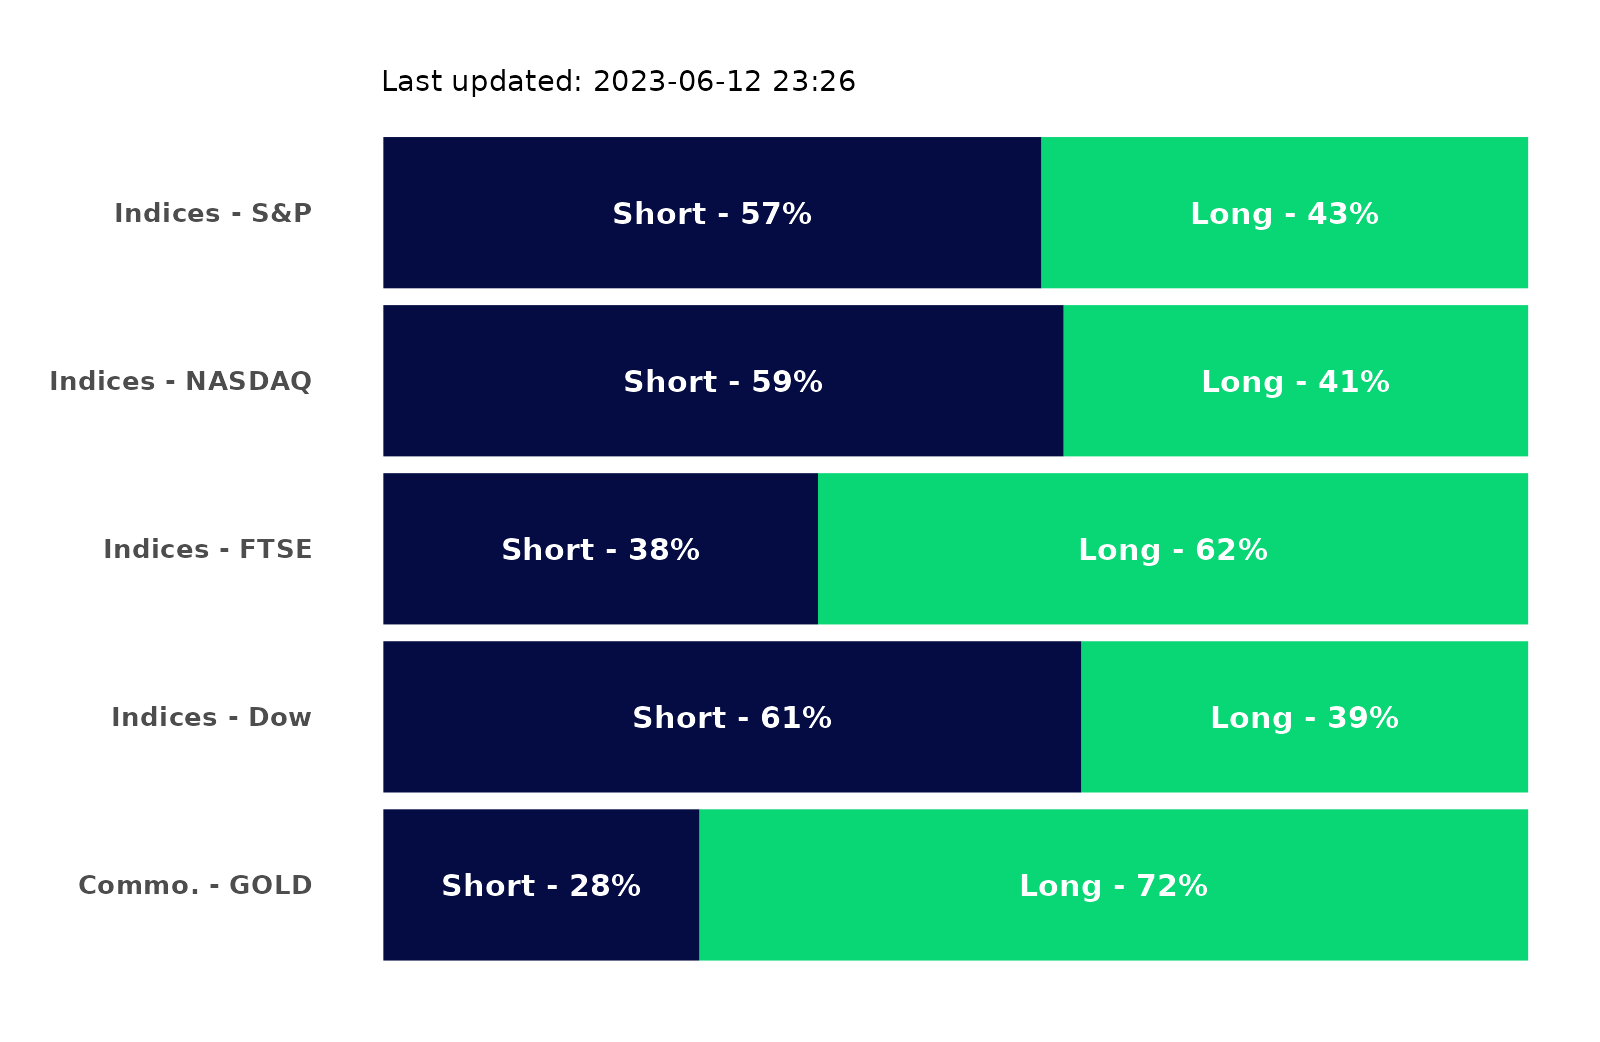 Last updated: 2023-06-12 23:26
Indices - S&P Short - 57% Long - 43%
Indices - NASDAQ Short - 59% Long - 41%
Indices - FTSE Short - 38% Long - 62%
Indices - Dow Short - 61% Long - 39%
Commo. - GOLD Short - 28% Long - 72%